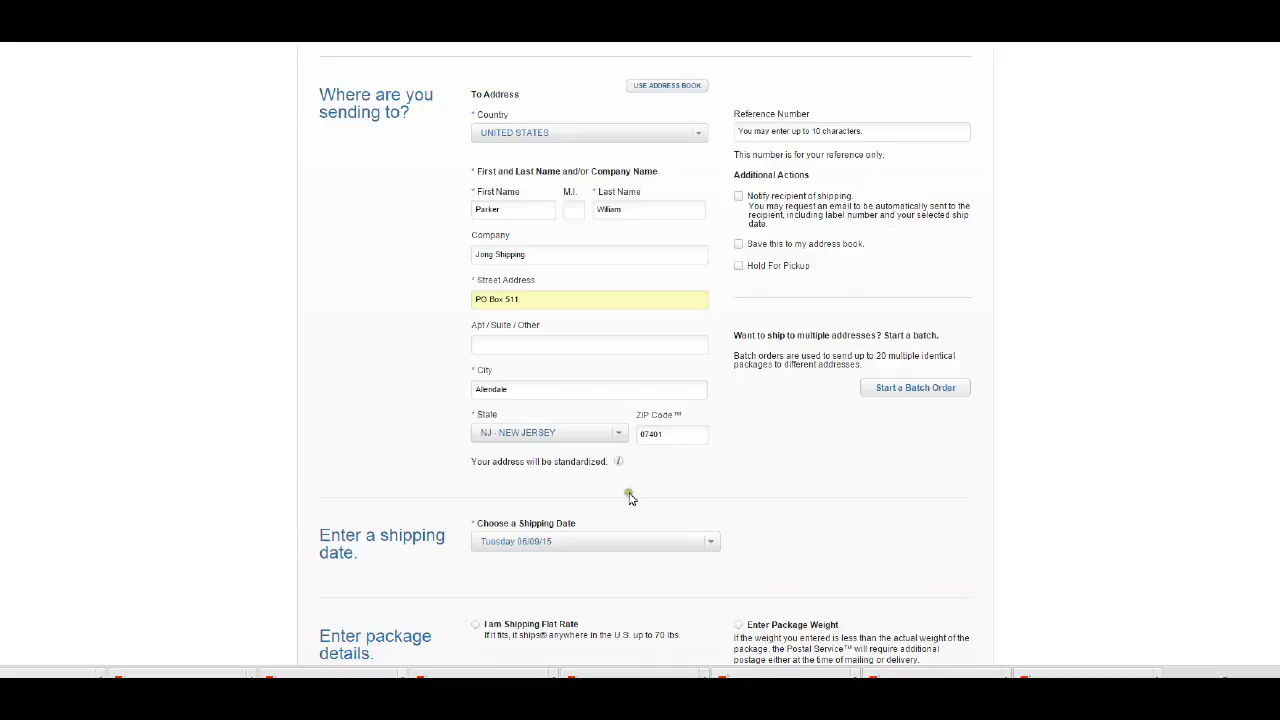 Where are you
sending to?
To Address
USE ADDRESS BOOK
* Country
UNITED STATES
* First and Last Name and/or Company Name
* First Name
M.I.
* Last Name
Parker
William
Company
Jong Shipping
* Street Address
PO Box 511
Apt / Suite / Other
* City
Allendale
* State
ZIP Code™
NJ - NEW JERSEY
07401
Your address will be standardized.
Reference Number
You may enter up to 10 characters.
This number is for your reference only.
Additional Actions
Notify recipient of shipping.
You may request an email to be automatically sent to the
recipient, including label number and your selected ship
date.
Save this to my address book.
Hold For Pickup
Want to ship to multiple addresses? Start a batch.
Batch orders are used to send up to 20 multiple identical
packages to different addresses.
Start a Batch Order
Enter a shipping
date.
* Choose a Shipping Date
Tuesday 06/09/15
Enter package
details.
I am Shipping Flat Rate
If it fits, it ships® anywhere in the U.S. up to 70 lbs.
Enter Package Weight
If the weight you entered is less than the actual weight of the
package, the Postal Service™ will require additional
postage either at the time of mailing or delivery.